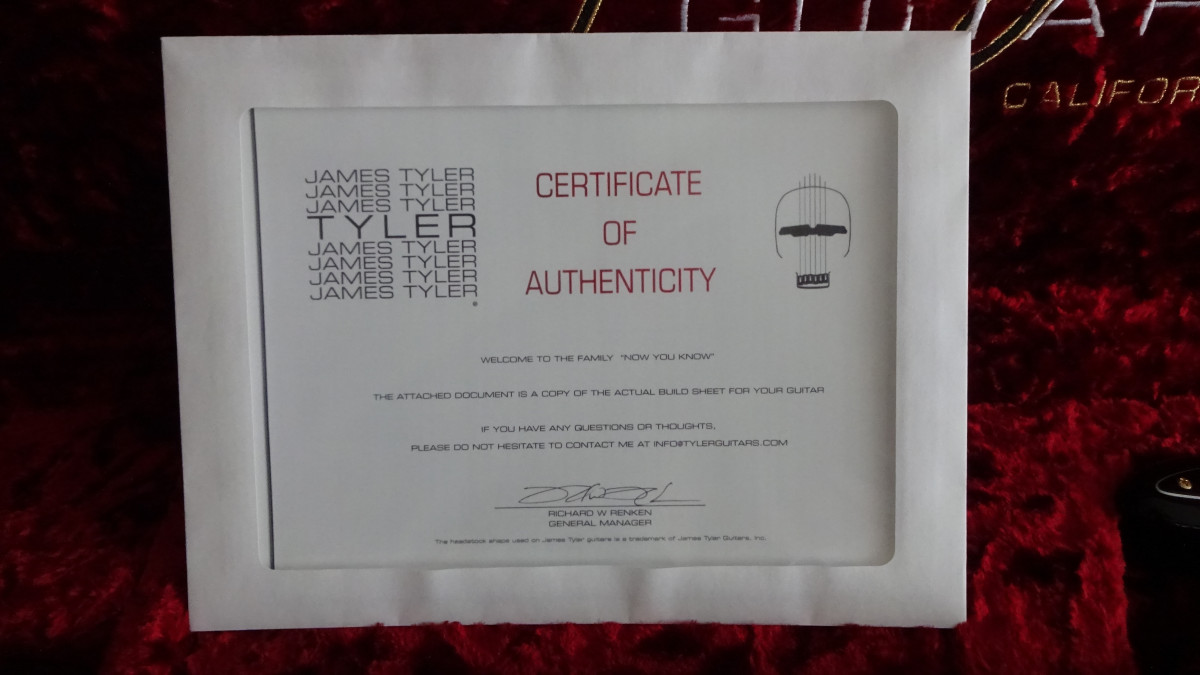 CALIFOR
JAMES TYLER
JAMES TYLER
JAMES TYLER
TYLER
JAMES TYLER
JAMES TYLER
JAMES TYLER
JAMES TYLER
®
CERTIFICATE
OF
AUTHENTICITY
WELCOME TO THE FAMILY "NOW YOU KNOW"
THE ATTACHED DOCUMENT IS A COPY OF THE ACTUAL BUILD SHEET FOR YOUR GUITAR
IF YOU HAVE ANY QUESTIONS OR THOUGHTS,
PLEASE DO NOT HESITATE TO CONTACT ME AT INFO@TYLERGUITARS.COM
RICHARD W RENKEN
GENERAL MANAGER
The headstock shape used on James Tyler guitars is a trademark of James Tyler Guitars, Inc.